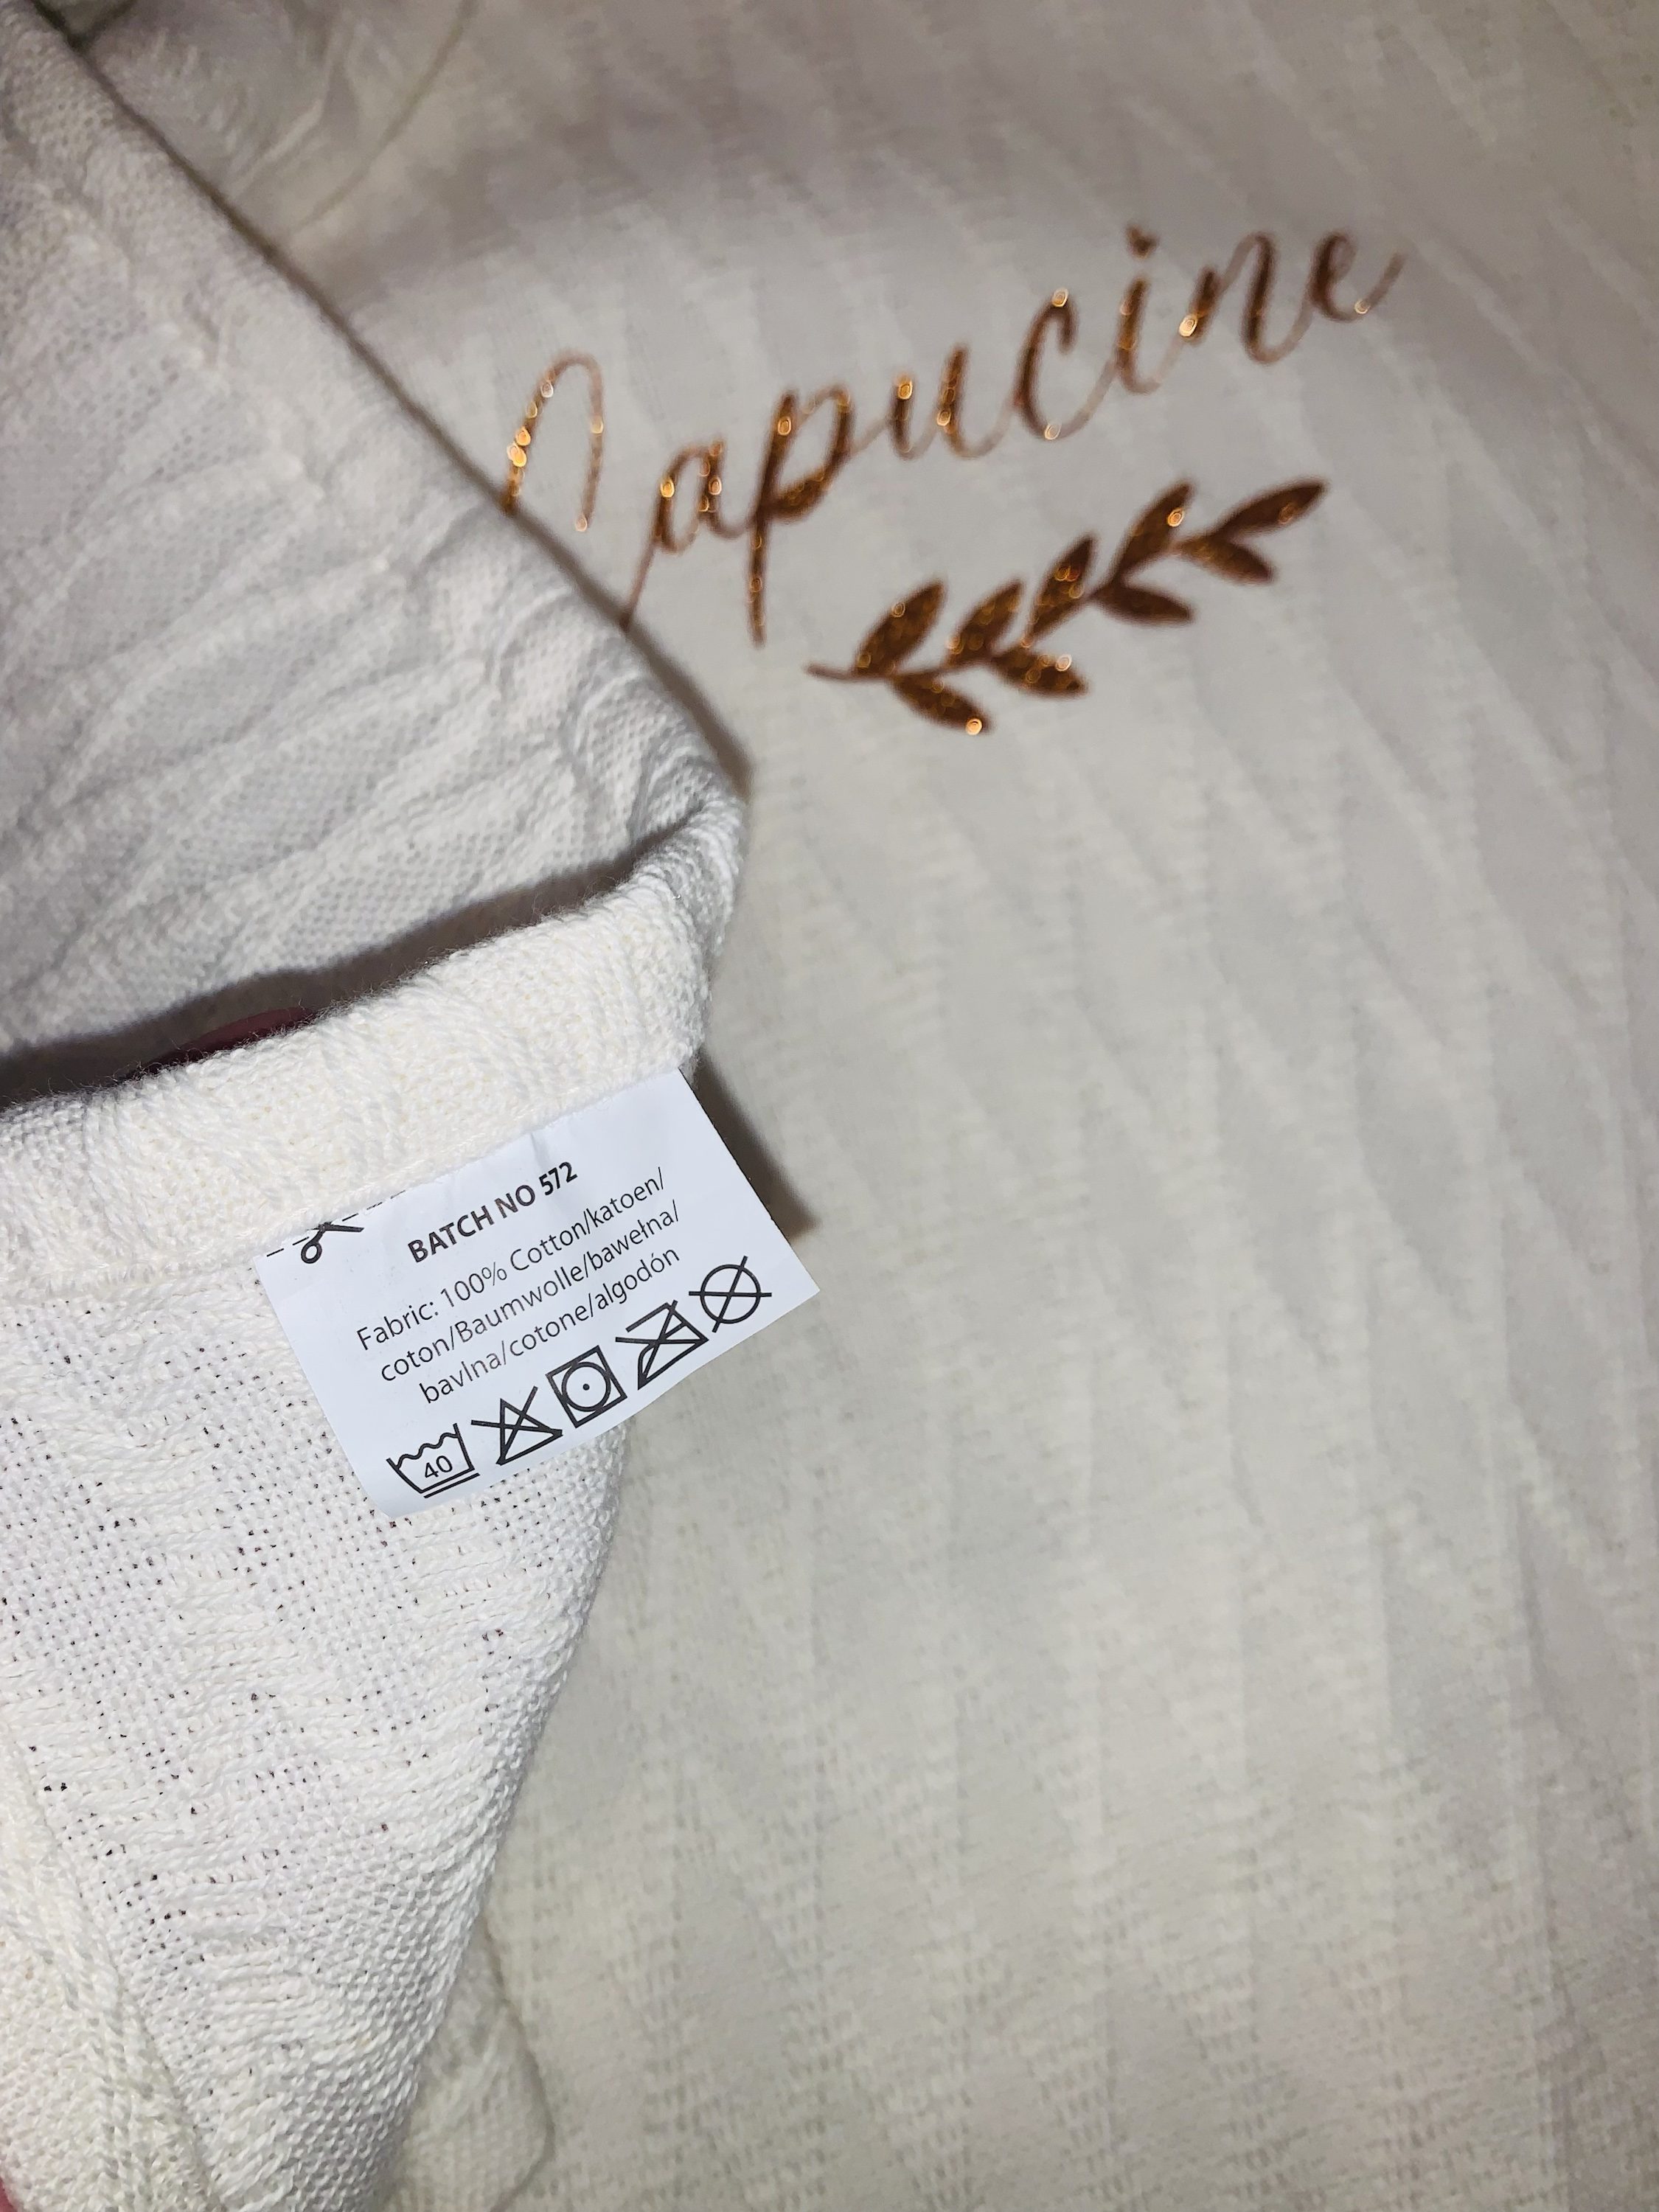 Capucine
BATCH NO 572
Fabric: 100% Cotton/katoen/
coton/Baumwolle/bawełna/
bavlna/cotone/algodón
40